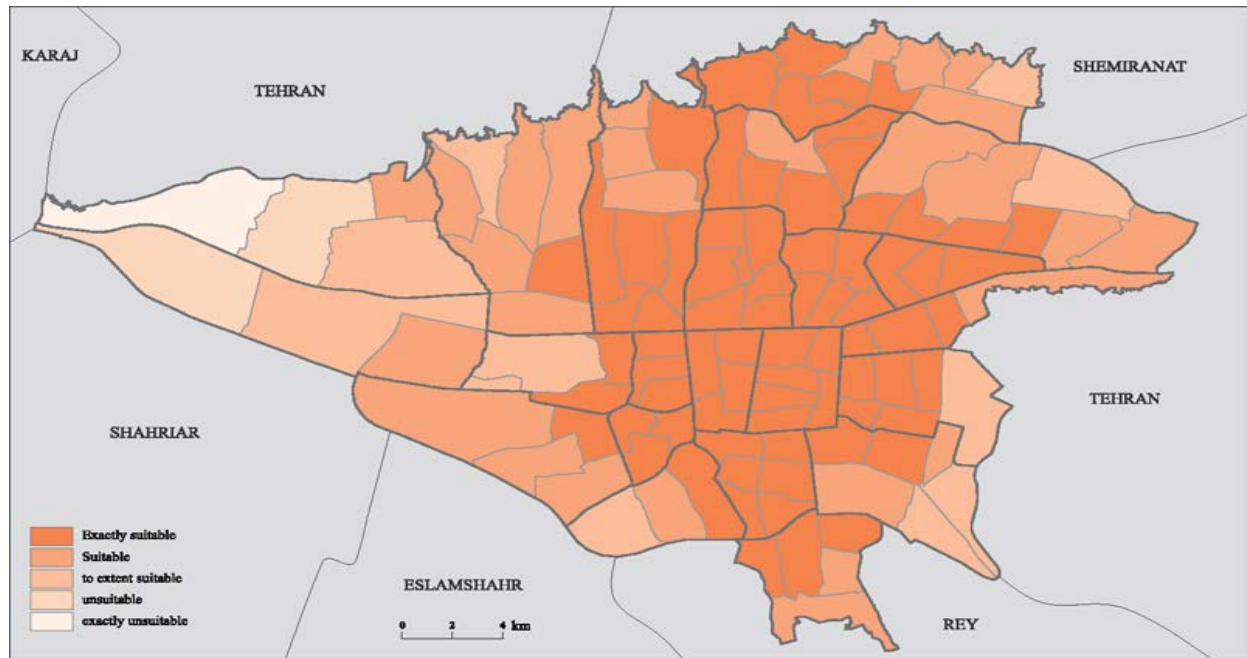 KARAJ
TEHRAN
SHEMIRANAT
TEHRAN
SHAHRIAR
ESLAMSHAHR
REY
Exactly suitable
Suitable
to extent suitable
unsuitable
exactly unsuitable
0 2 4 km